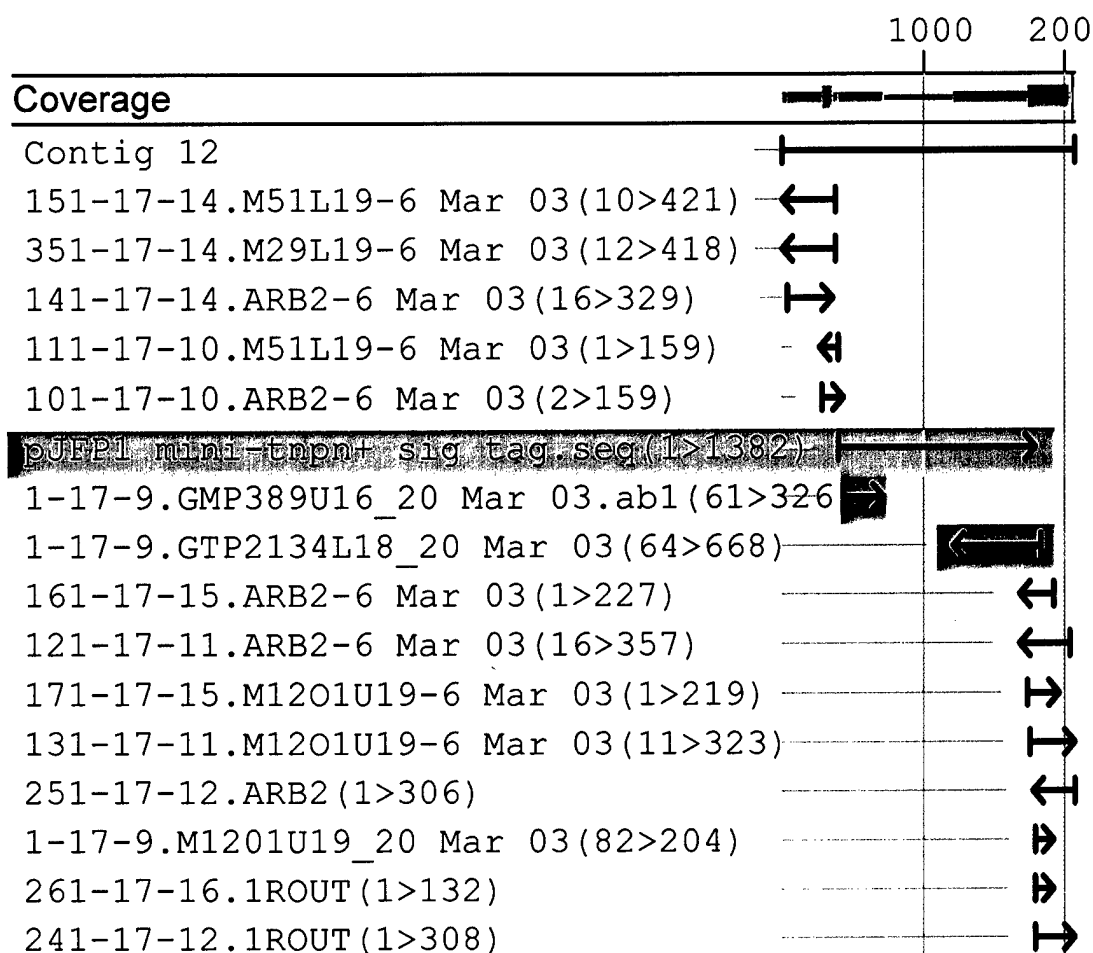 1000 200
Coverage
Contig 12
151-17-14.M51L19-6 Mar 03(10>421)
351-17-14.M29L19-6 Mar 03(12>418)
141-17-14.ARB2-6 Mar 03(16>329)
111-17-10.M51L19-6 Mar 03(1>159)
101-17-10.ARB2-6 Mar 03(2>159)
pJFP1 mini-tnpn+ sig tag.seq(1>1382)
1-17-9.GMP389U16_20 Mar 03.ab1(61>326
1-17-9.GTP2134L18_20 Mar 03(64>668)
161-17-15.ARB2-6 Mar 03(1>227)
121-17-11.ARB2-6 Mar 03(16>357)
171-17-15.M12O1U19-6 Mar 03(1>219)
131-17-11.M12O1U19-6 Mar 03(11>323)
251-17-12.ARB2(1>306)
1-17-9.M1201U19_20 Mar 03(82>204)
261-17-16.1ROUT(1>132)
241-17-12.1ROUT(1>308)